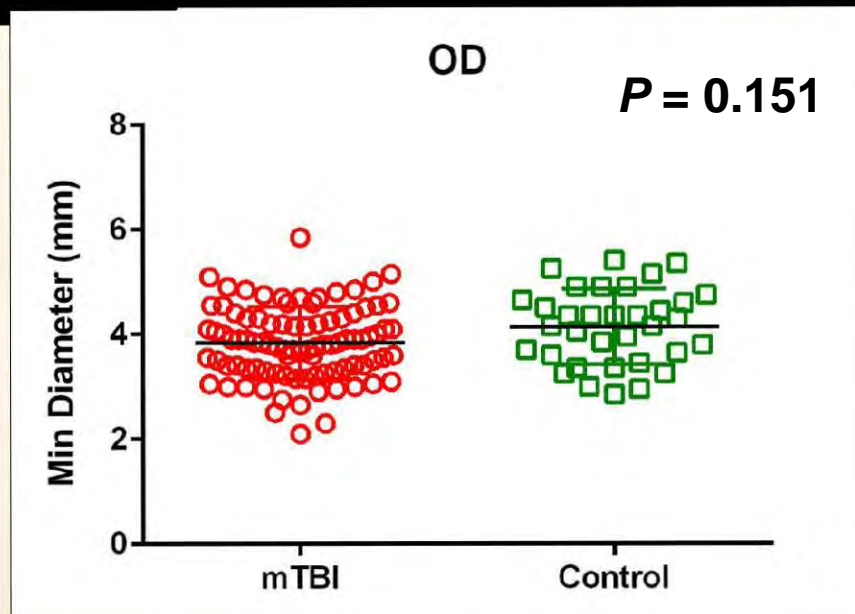 OD
P = 0.151
Min Diameter (mm)
8
6
4
2
0
mTBI
Control